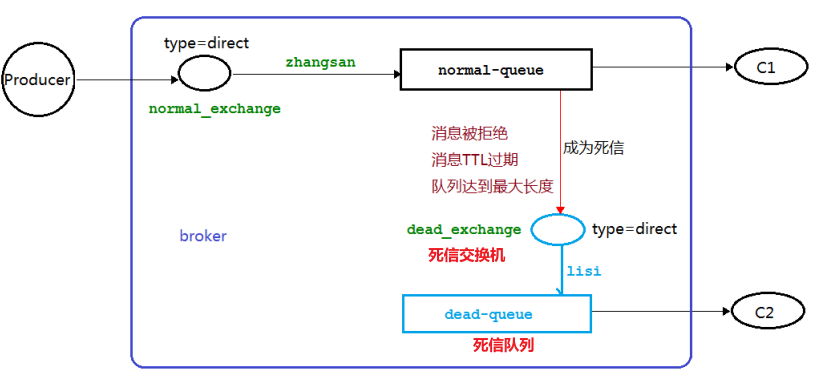 type=direct
zhangsan
Producer
normal-queue
C1
normal_exchange
消息被拒绝
消息TTL过期
队列达到最大长度
成为死信
broker
dead_exchange
type=direct
死信交换机
lisi
dead-queue
C2
死信队列